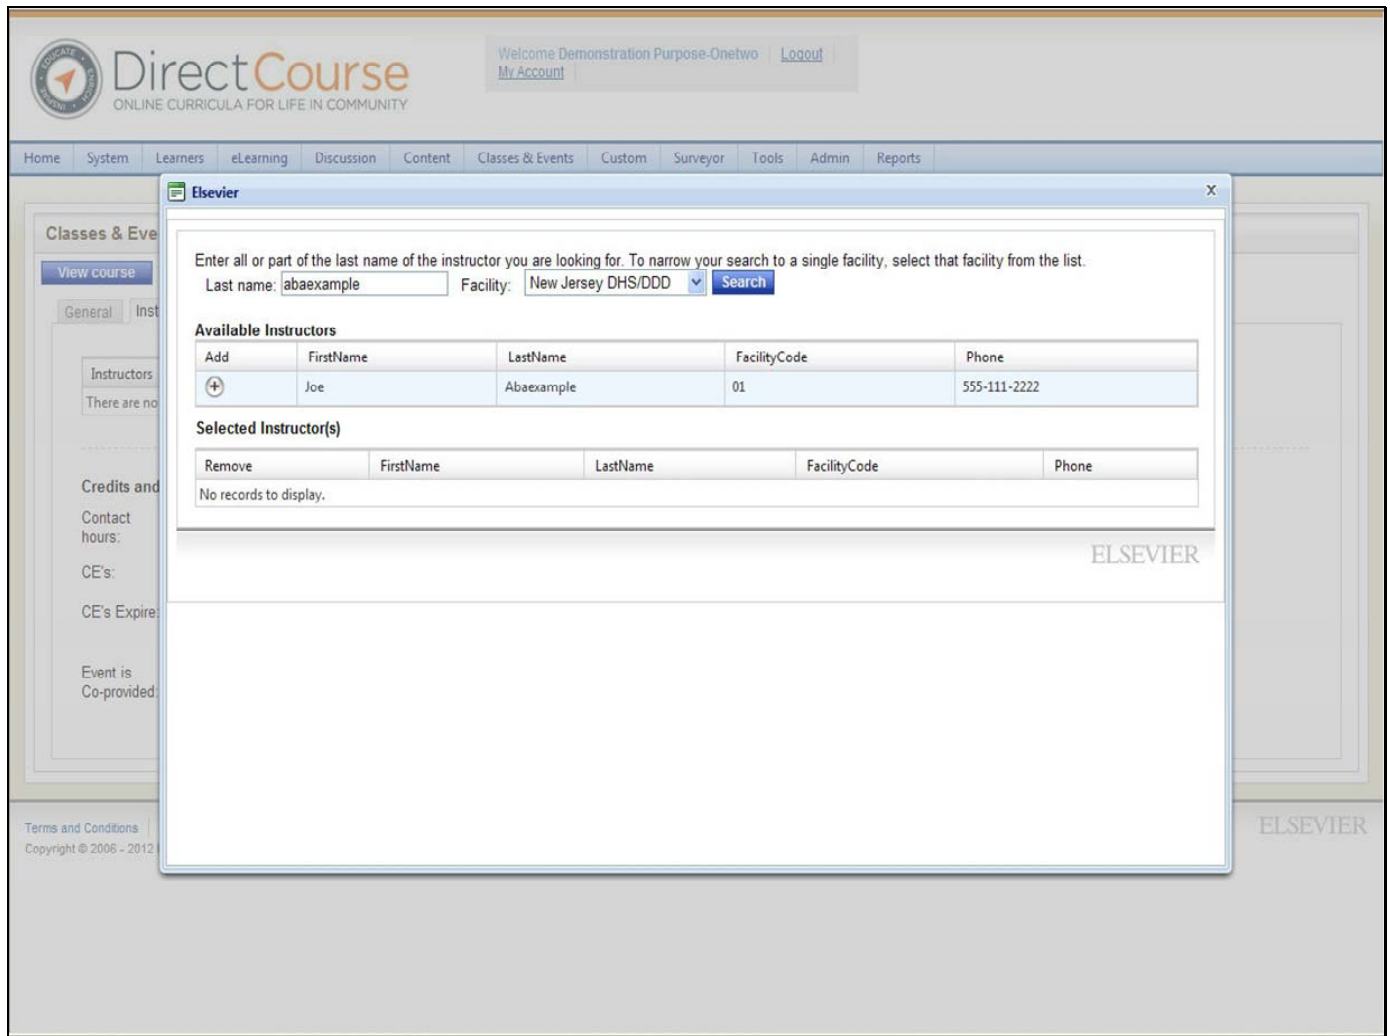 EDUCATE ENRICH INSPIRE
DirectCourse
ONLINE CURRICULA FOR LIFE IN COMMUNITY
Welcome Demonstration Purpose-Onetwo Logout
My Account
Home System Learners eLearning Discussion Content Classes & Events Custom Surveyor Tools Admin Reports
Elsevier X
Classes & Eve
View course
General Inst
Instructors
There are no
Credits and
Contact
hours:
CE's:
CE's Expire:
Event is
Co-provided:
Enter all or part of the last name of the instructor you are looking for. To narrow your search to a single facility, select that facility from the list.
Last name: abaexample Facility: New Jersey DHS/DDD Search
Available Instructors
Add FirstName LastName FacilityCode Phone
Joe Abaexample 01 555-111-2222
Selected Instructor(s)
Remove FirstName LastName FacilityCode Phone
No records to display.
ELSEVIER
Terms and Conditions
Copyright © 2006 - 2012
ELSEVIER